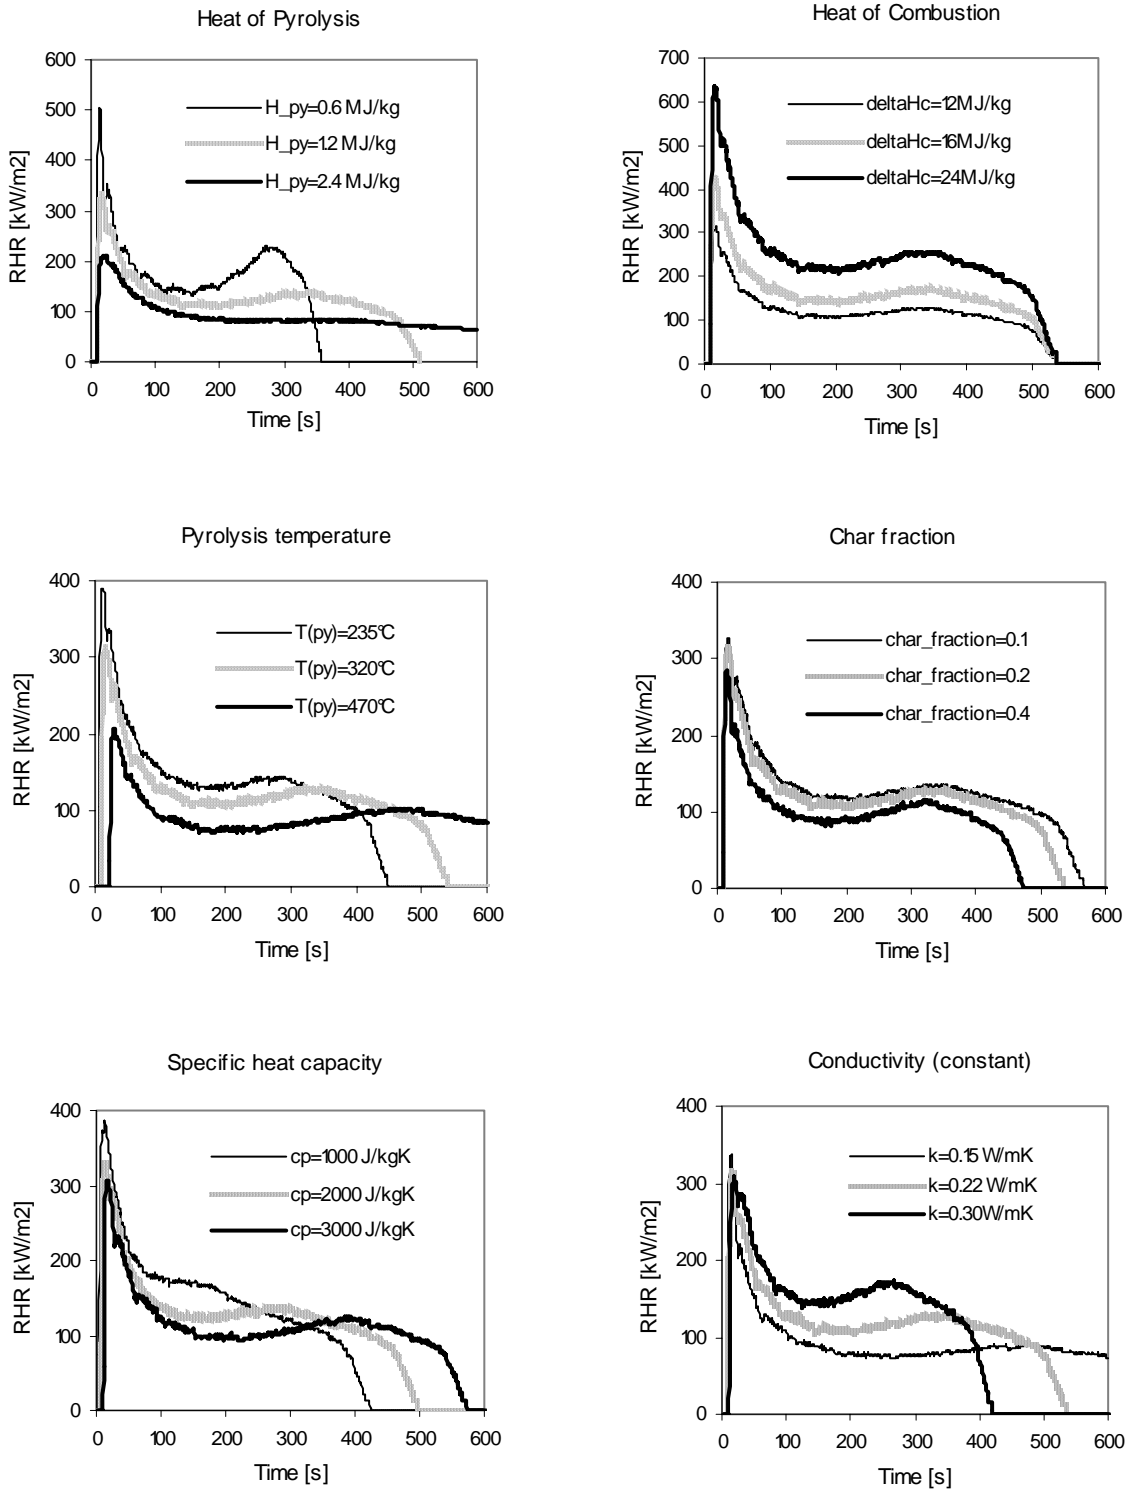 Heat of Pyrolysis
RHR [kW/m2]
600
500
400
300
200
100
0
H_py=0.6 MJ/kg
H_py=1.2 MJ/kg
H_py=2.4 MJ/kg
0 100 200 300 400 500 600
Time [s]
Heat of Combustion
RHR [kW/m2]
700
600
500
400
300
200
100
0
deltaHc=12MJ/kg
deltaHc=16MJ/kg
deltaHc=24MJ/kg
0 100 200 300 400 500 600
Time [s]
Pyrolysis temperature
RHR [kW/m2]
400
300
200
100
0
T(py)=235°C
T(py)=320°C
T(py)=470°C
0 100 200 300 400 500 600
Time [s]
Char fraction
RHR [kW/m2]
400
300
200
100
0
char_fraction=0.1
char_fraction=0.2
char_fraction=0.4
0 100 200 300 400 500 600
Time [s]
Specific heat capacity
RHR [kW/m2]
400
300
200
100
0
cp=1000 J/kgK
cp=2000 J/kgK
cp=3000 J/kgK
0 100 200 300 400 500 600
Time [s]
Conductivity (constant)
RHR [kW/m2]
400
300
200
100
0
k=0.15 W/mK
k=0.22 W/mK
k=0.30W/mK
0 100 200 300 400 500 600
Time [s]